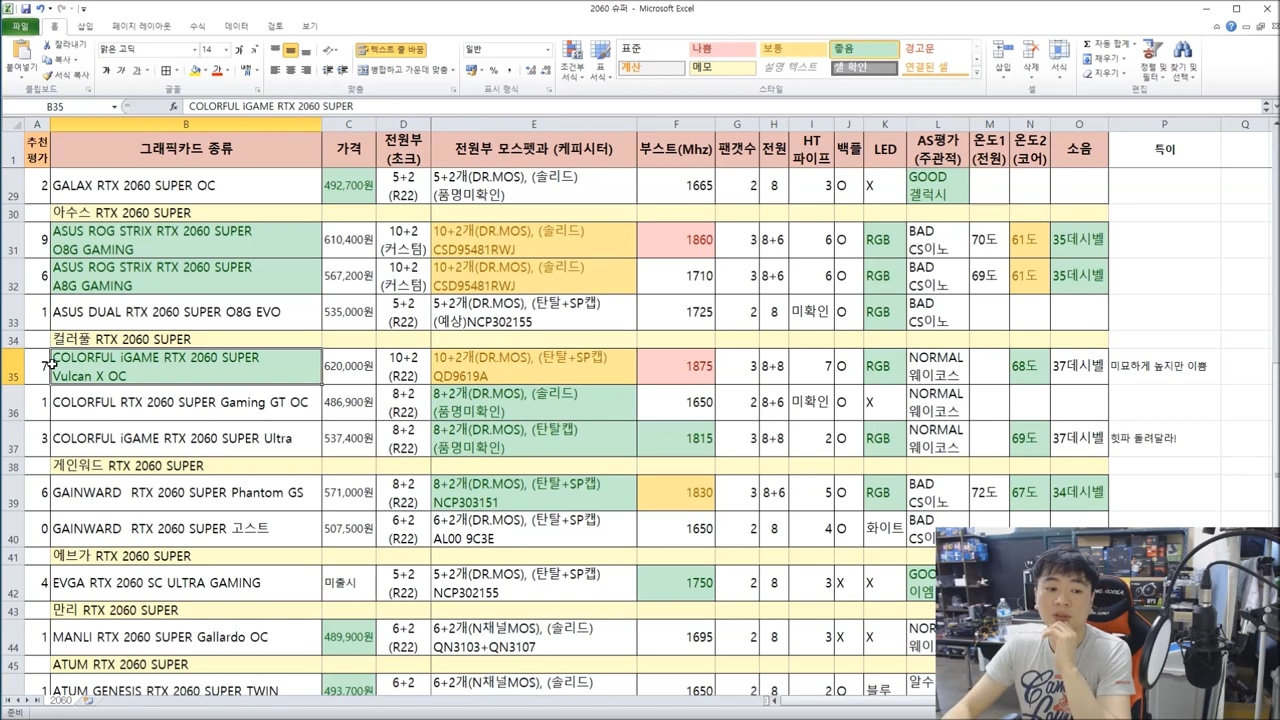 2060 슈퍼 - Microsoft Excel
파일 홈 삽입 페이지 레이아웃 수식 데이터 검토 보기
붙여넣기 잘라내기 복사 서식 복사 클립보드
맑은 고딕 14 가 가 가 가 가 글꼴
텍스트 줄 바꿈 병합하고 가운데 맞춤 맞춤
일반 % 표시 형식
조건부 서식 표 서식 표준 나쁨 보통 좋음 경고문
계산 메모 설명 텍스트 셀 확인 연결된 셀 스타일
삽입 삭제 서식 셀
자동 합계 채우기 지우기 정렬 및 필터 찾기 및 선택 편집
B35 fx COLORFUL iGAME RTX 2060 SUPER
A B C D E F G H I J K L M N O P Q
1 추천 평가 그래픽카드 종류 가격 전원부 (초크) 전원부 모스펫과 (케피시터) 부스트(Mhz) 팬갯수 전원 HT 파이프 백플 LED AS평가 (주관적) 온도1 (전원) 온도2 (코어) 소음 특이
29 2 GALAX RTX 2060 SUPER OC 492,700원 5+2 (R22) 5+2개(DR.MOS), (솔리드) (품명미확인) 1665 2 8 3 O X GOOD 겔럭시
30 아수스 RTX 2060 SUPER
31 9 ASUS ROG STRIX RTX 2060 SUPER O8G GAMING 610,400원 10+2 (커스텀) 10+2개(DR.MOS), (솔리드) CSD95481RWJ 1860 3 8+6 6 O RGB BAD CS이노 70도 61도 35데시벨
32 6 ASUS ROG STRIX RTX 2060 SUPER A8G GAMING 567,200원 10+2 (커스텀) 10+2개(DR.MOS), (솔리드) CSD95481RWJ 1710 3 8+6 6 O RGB BAD CS이노 69도 61도 35데시벨
33 1 ASUS DUAL RTX 2060 SUPER O8G EVO 535,000원 5+2 (R22) 5+2개(DR.MOS), (탄탈+SP캡) (예상)NCP302155 1725 2 8 미확인 O RGB BAD CS이노
34 컬러풀 RTX 2060 SUPER
35 7 COLORFUL iGAME RTX 2060 SUPER Vulcan X OC 620,000원 10+2 (R22) 10+2개(DR.MOS), (탄탈+SP캡) QD9619A 1875 3 8+8 7 O RGB NORMAL 웨이코스 68도 37데시벨 미묘하게 높지만 이쁨
36 1 COLORFUL RTX 2060 SUPER Gaming GT OC 486,900원 8+2 (R22) 8+2개(DR.MOS), (솔리드) (품명미확인) 1650 3 8+6 미확인 O X NORMAL 웨이코스
37 3 COLORFUL iGAME RTX 2060 SUPER Ultra 537,400원 8+2 (R22) 8+2개(DR.MOS), (탄탈캡) (품명미확인) 1815 3 8+8 2 O RGB NORMAL 웨이코스 69도 37데시벨 힛파 돌려달라!
38 게인워드 RTX 2060 SUPER
39 6 GAINWARD RTX 2060 SUPER Phantom GS 571,000원 8+2 (R22) 8+2개(DR.MOS), (탄탈+SP캡) NCP303151 1830 3 8+6 5 O RGB BAD CS이노 72도 67도 34데시벨
40 0 GAINWARD RTX 2060 SUPER 고스트 507,500원 6+2 (R22) 6+2개(DR.MOS), (탄탈+SP캡) AL00 9C3E 1650 2 8 4 O 화이트 BAD CS이노
41 에브가 RTX 2060 SUPER
42 4 EVGA RTX 2060 SC ULTRA GAMING 미출시 5+2 (R22) 5+2개(DR.MOS), (탄탈+SP캡) NCP302155 1750 2 8 3 X X
43 만리 RTX 2060 SUPER
44 1 MANLI RTX 2060 SUPER Gallardo OC 489,900원 6+2 (R22) 6+2개(N채널MOS), (솔리드) QN3103+QN3107 1695 2 8 3 X X
45 ATUM RTX 2060 SUPER
1 ATUM GENESIS RTX 2060 SUPER TWIN 493,700원 6+2 6+2개(N채널MOS), (솔리드) 1650 2 8 2 O 블루
2060
준비